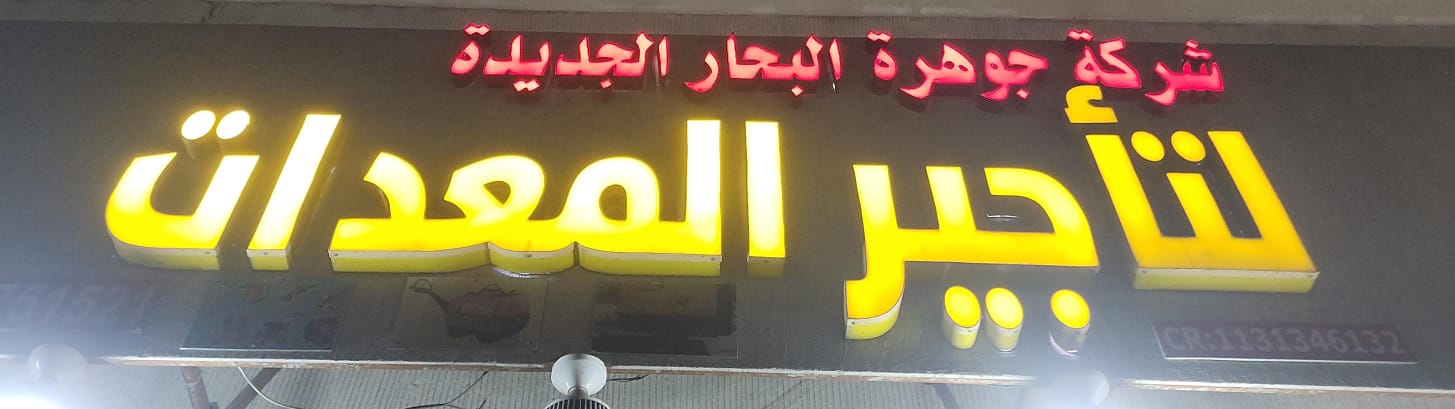 شركة جوهرة البحار الجديدة
لتأجير المعدات
CR:1131346132